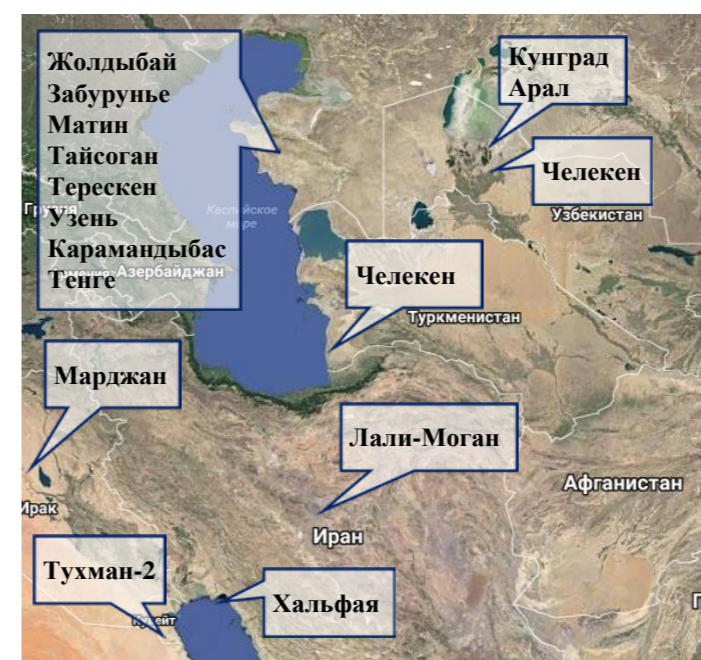 Жолдыбай
Забурунье
Матин
Тайсоган
Терескен
Узень
Карамандыбас
Тенге
Кунград
Арал
Челекен
Узбекистан
Грузия
Каспийское
море
Армения
Азербайджан
Челекен
Туркменистан
Марджан
Лали-Моган
Афганистан
Ирак
Иран
Тухман-2
Хальфая
Кувейт